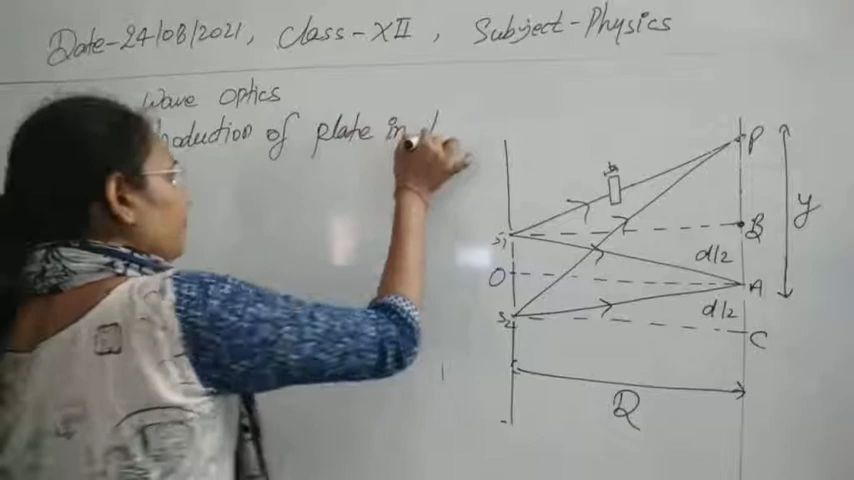 Date-24/08/2021, Class-XII, Subject-Physics
Wave Optics
of plate in
P
t
y
B
S1
d/2
O
A
d/2
S2
C
D